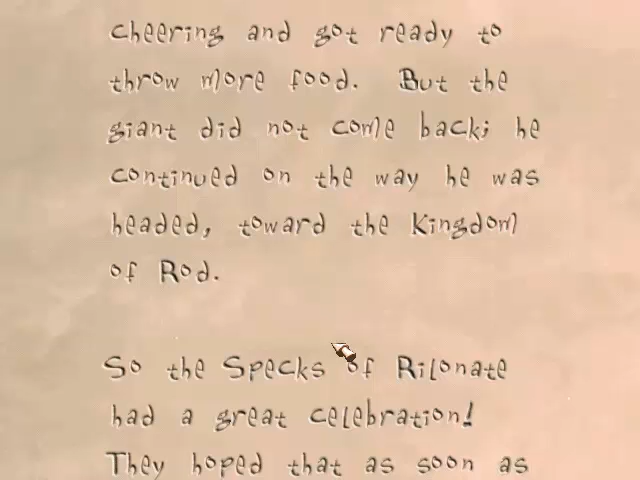 cheering and got ready to
throw more food. But the
giant did not come back; he
continued on the way he was
headed, toward the Kingdom
of Rod.
So the Specks of Rilonate
had a great celebration!
They hoped that as soon as